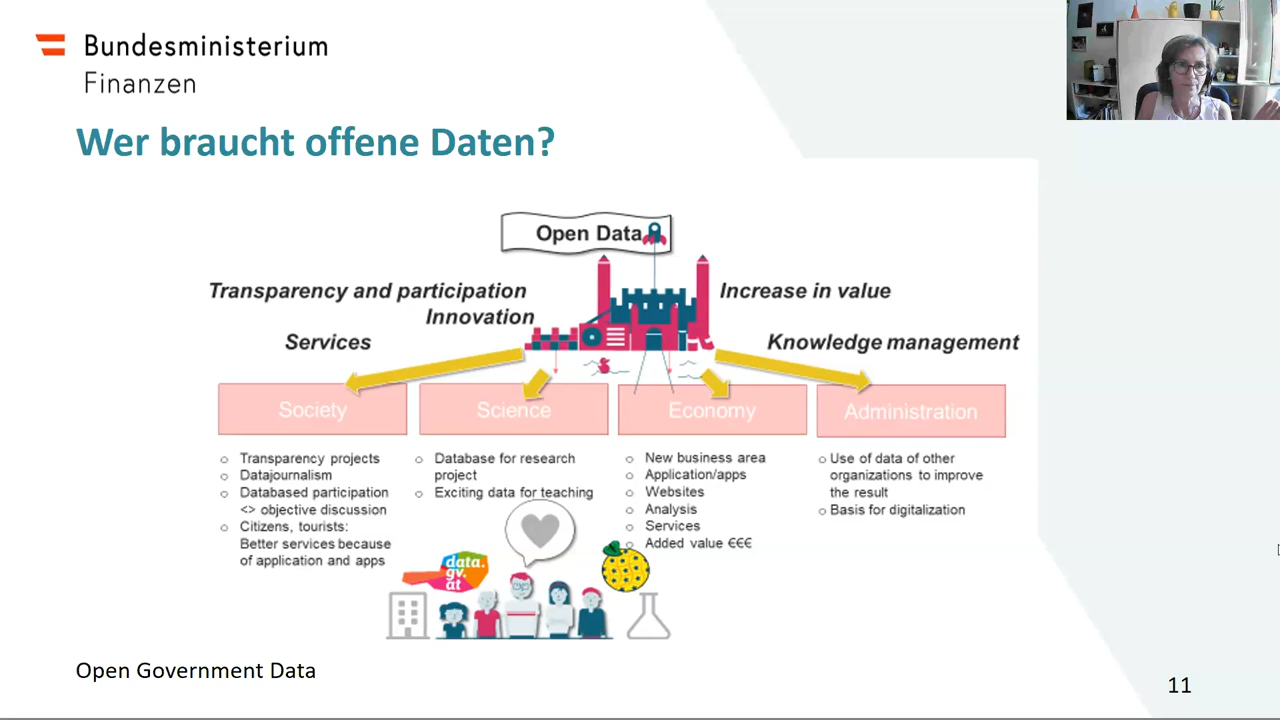 Bundesministerium
Finanzen
Wer braucht offene Daten?
Open Data
Transparency and participation
Innovation
Services
Increase in value
Knowledge management
Society
Science
Economy
Administration
o Transparency projects
o Datajournalism
o Databased participation
<> objective discussion
o Citizens, tourists:
Better services because
of application and apps
o Database for research
project
o Exciting data for teaching
o New business area
o Application/apps
o Websites
o Analysis
o Services
o Added value €€€
o Use of data of other
organizations to improve
the result
o Basis for digitalization
data.
gv.
at
Open Government Data
11